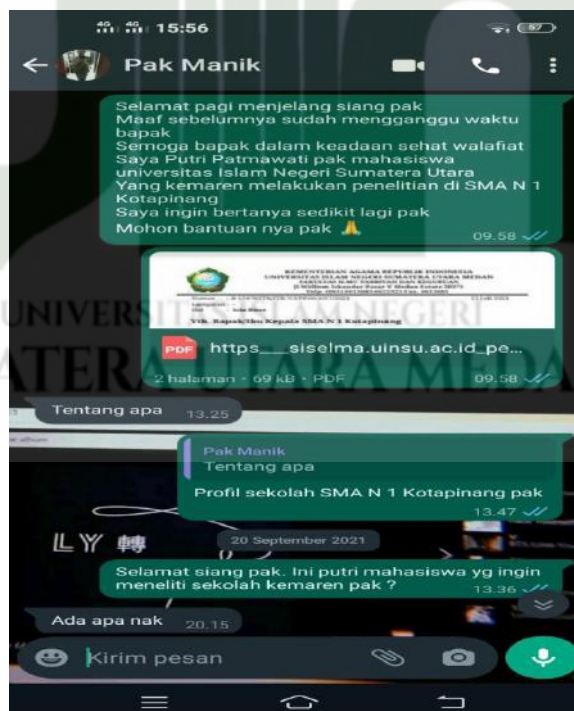 15:56
57
Pak Manik
Selamat pagi menjelang siang pak
Maaf sebelumnya sudah mengganggu waktu
bapak
Semoga bapak dalam keadaan sehat walafiat
Saya Putri Patmawati pak mahasiswa
universitas Islam Negeri Sumatera Utara
Yang kemaren melakukan penelitian di SMA N 1
Kotapinang
Saya ingin bertanya sedikit lagi pak
Mohon bantuan nya pak 🙏
09.58
KEMENTERIAN AGAMA REPUBLIK INDONESIA
UNIVERSITAS ISLAM NEGERI SUMATERA UTARA MEDAN
FAKULTAS ILMU TARBIYAH DAN KEGURUAN
Yth. Bapak/Ibu Kepala SMA N 1 Kotapinang
PDF
https___siselma.uinsu.ac.id_pe...
2 halaman • 69 kB • PDF
09.58
Tentang apa
13.25
Pak Manik
Tentang apa
Profil sekolah SMA N 1 Kotapinang pak
13.47
20 September 2021
Selamat siang pak. Ini putri mahasiswa yg ingin
meneliti sekolah kemaren pak ?
13.36
Ada apa nak
20.15
Kirim pesan